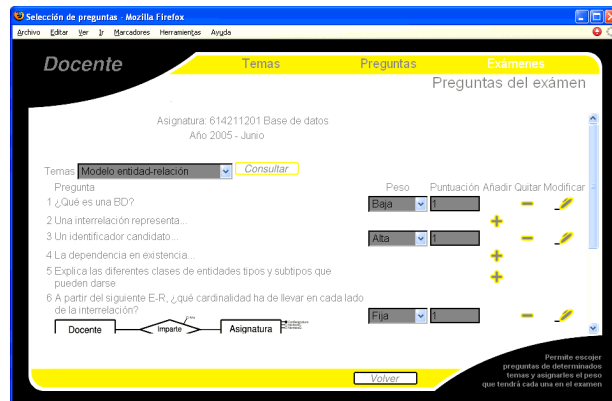 Selección de preguntas - Mozilla Firefox
Archivo Editar Ver Ir Marcadores Herramientas Ayuda
Docente Temas Preguntas Exámenes
Preguntas del exámen
Asignatura: 614211201 Base de datos
Año 2005 - Junio
Temas Modelo entidad-relación Consultar
Pregunta Peso Puntuación Añadir Quitar Modificar
1 ¿Qué es una BD? Baja 1
2 Una interrelación representa...
3 Un identificador candidato... Alta 1
4 La dependencia en existencia...
5 Explica las diferentes clases de entidades tipos y subtipos que
pueden darse
6 A partir del siguiente E-R, ¿qué cardinalidad ha de llevar en cada lado
de la interrelación? Fija 1
Docente Imparte Asignatura
Volver
Permite escojer
preguntas de determinados
temas y asignarles el peso
que tendrá cada una en el examen